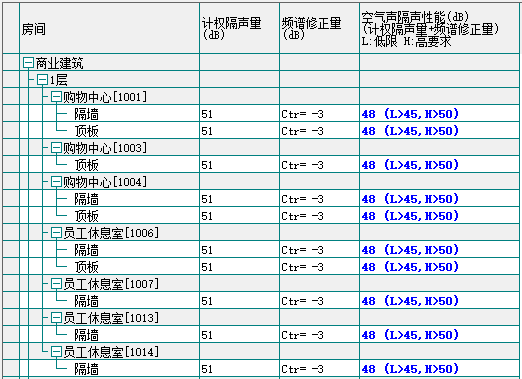 房间 计权隔声量(dB) 频谱修正量(dB) 空气声隔声性能(dB)
(计权隔声量+频谱修正量)
L:低限 H:高要求
商业建筑
1层
购物中心[1001]
隔墙 51 Ctr= -3 48 (L>45,H>50)
顶板 51 Ctr= -3 48 (L>45,H>50)
购物中心[1003]
顶板 51 Ctr= -3 48 (L>45,H>50)
购物中心[1004]
隔墙 51 Ctr= -3 48 (L>45,H>50)
顶板 51 Ctr= -3 48 (L>45,H>50)
员工休息室[1006]
隔墙 51 Ctr= -3 48 (L>45,H>50)
顶板 51 Ctr= -3 48 (L>45,H>50)
员工休息室[1007]
隔墙 51 Ctr= -3 48 (L>45,H>50)
员工休息室[1013]
隔墙 51 Ctr= -3 48 (L>45,H>50)
员工休息室[1014]
隔墙 51 Ctr= -3 48 (L>45,H>50)